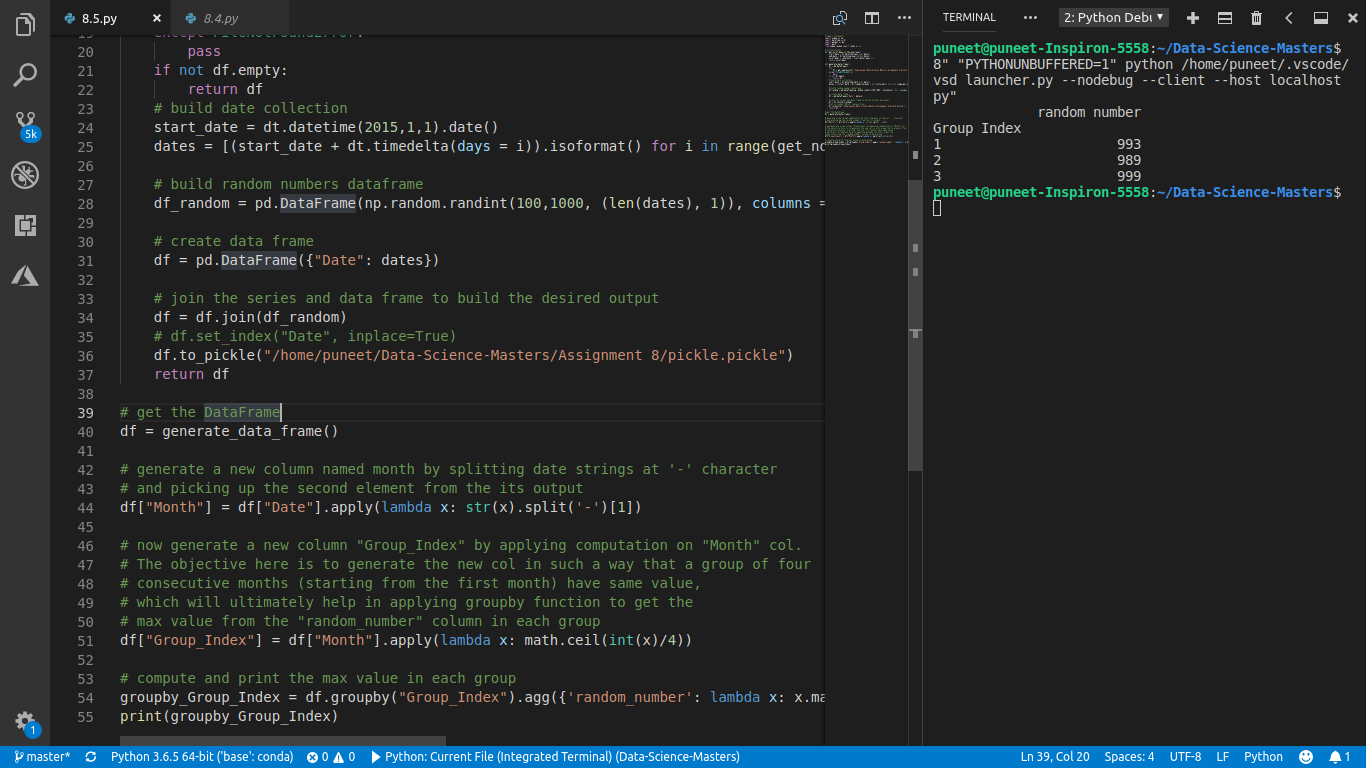 8.5.py
8.4.py
TERMINAL
2: Python Debu
20 pass
21 if not df.empty:
22 return df
23 # build date collection
24 start_date = dt.datetime(2015,1,1).date()
25 dates = [(start_date + dt.timedelta(days = i)).isoformat() for i in range(get_no
26
27 # build random numbers dataframe
28 df_random = pd.DataFrame(np.random.randint(100,1000, (len(dates), 1)), columns =
29
30 # create data frame
31 df = pd.DataFrame({"Date": dates})
32
33 # join the series and data frame to build the desired output
34 df = df.join(df_random)
35 # df.set_index("Date", inplace=True)
36 df.to_pickle("/home/puneet/Data-Science-Masters/Assignment 8/pickle.pickle")
37 return df
38
39 # get the DataFrame
40 df = generate_data_frame()
41
42 # generate a new column named month by splitting date strings at '-' character
43 # and picking up the second element from the its output
44 df["Month"] = df["Date"].apply(lambda x: str(x).split('-')[1])
45
46 # now generate a new column "Group_Index" by applying computation on "Month" col.
47 # The objective here is to generate the new col in such a way that a group of four
48 # consecutive months (starting from the first month) have same value,
49 # which will ultimately help in applying groupby function to get the
50 # max value from the "random_number" column in each group
51 df["Group_Index"] = df["Month"].apply(lambda x: math.ceil(int(x)/4))
52
53 # compute and print the max value in each group
54 groupby_Group_Index = df.groupby("Group_Index").agg({'random_number': lambda x: x.ma
55 print(groupby_Group_Index)
puneet@puneet-Inspiron-5558:~/Data-Science-Masters$
8" "PYTHONUNBUFFERED=1" python /home/puneet/.vscode/
vsd launcher.py --nodebug --client --host localhost
py"
random number
Group Index
1 993
2 989
3 999
puneet@puneet-Inspiron-5558:~/Data-Science-Masters$
5k
1
master*
Python 3.6.5 64-bit ('base': conda)
0
0
Python: Current File (Integrated Terminal) (Data-Science-Masters)
Ln 39, Col 20
Spaces: 4
UTF-8
LF
Python
1